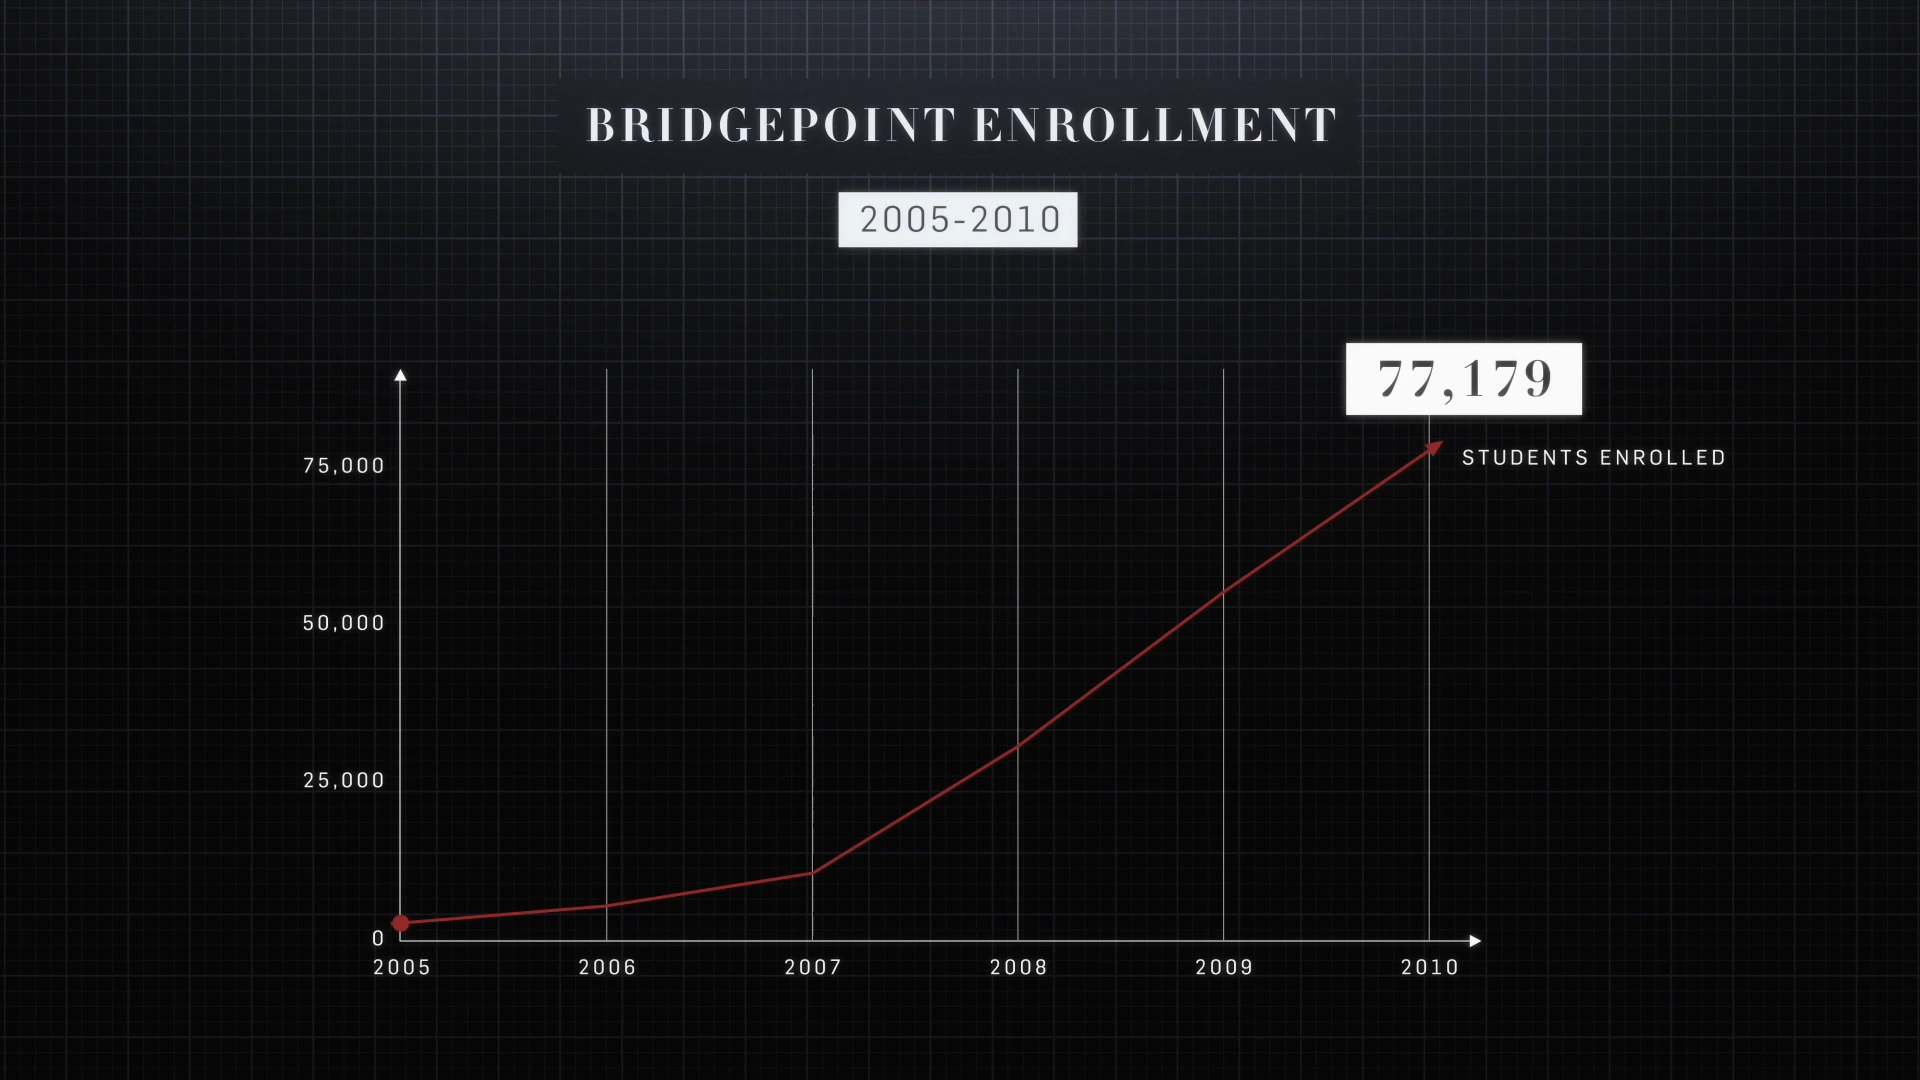 BRIDGEPOINT ENROLLMENT
2005-2010
77,179
STUDENTS ENROLLED
75,000
50,000
25,000
0
2005 2006 2007 2008 2009 2010